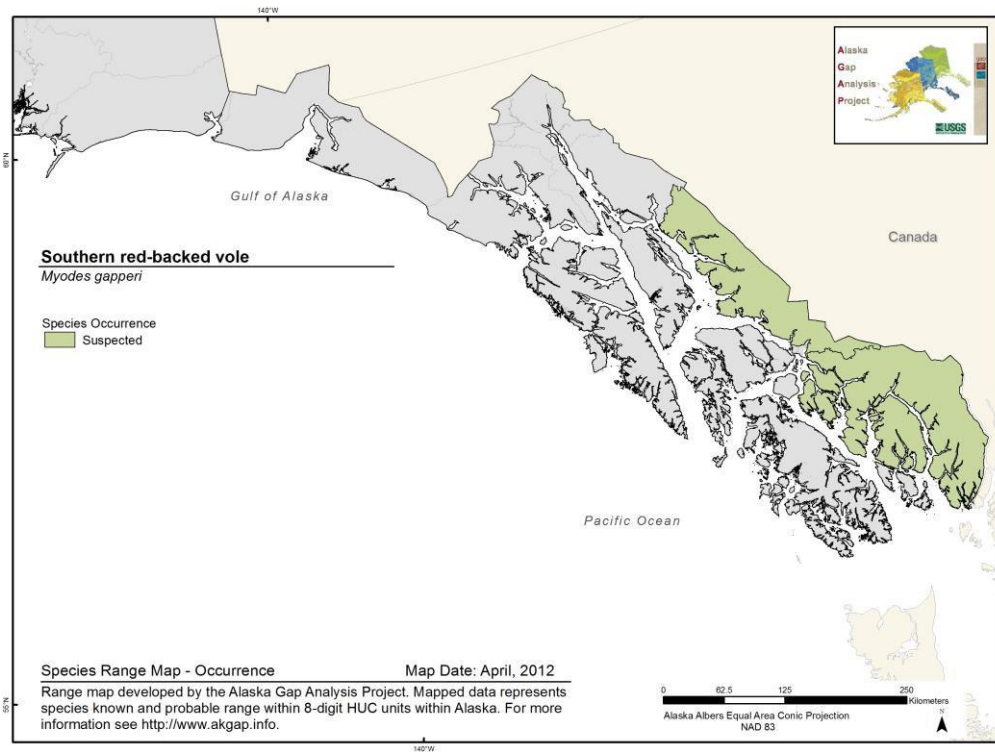 140°W
Alaska
Gap
Analysis
Project
USGS
60°N
Gulf of Alaska
Canada
Southern red-backed vole
Myodes gapperi
Species Occurrence
Suspected
Pacific Ocean
Species Range Map - Occurrence Map Date: April, 2012
Range map developed by the Alaska Gap Analysis Project. Mapped data represents
species known and probable range within 8-digit HUC units within Alaska. For more
information see http://www.akgap.info.
0 62.5 125 250
Kilometers
Alaska Albers Equal Area Conic Projection
NAD 83
N
55°N
140°W